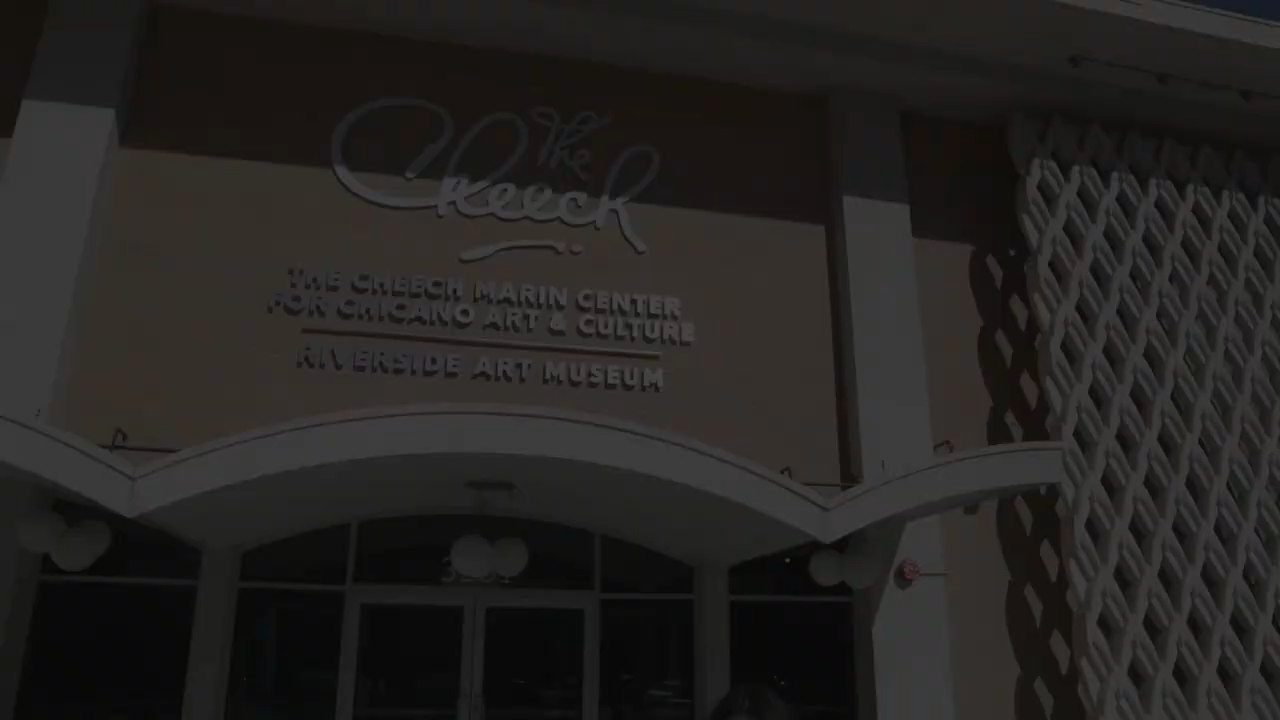 The
Cheech
THE CHEECH MARIN CENTER
FOR CHICANO ART & CULTURE
RIVERSIDE ART MUSEUM